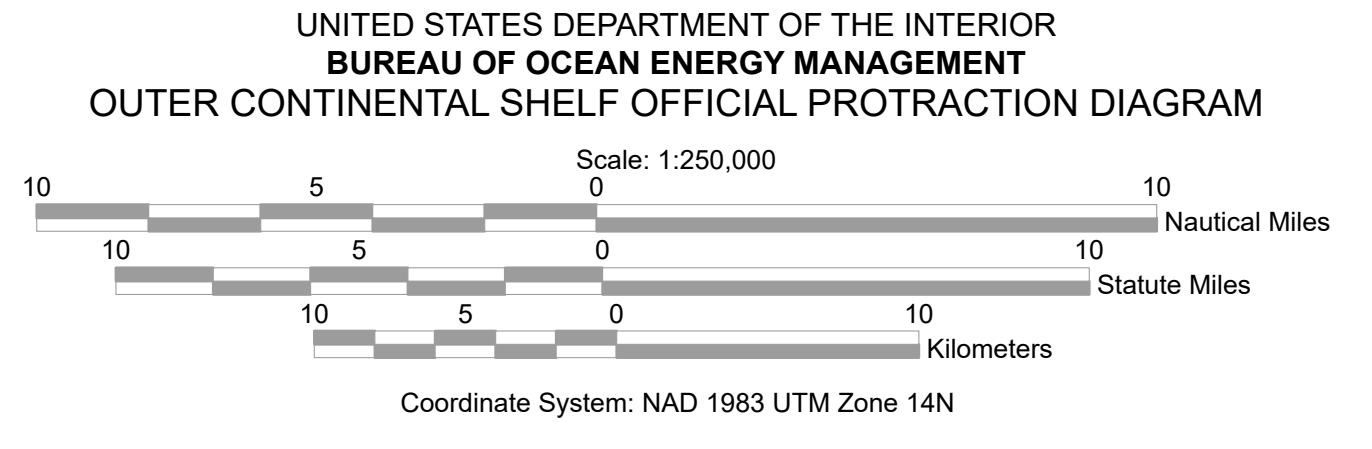 UNITED STATES DEPARTMENT OF THE INTERIOR
BUREAU OF OCEAN ENERGY MANAGEMENT
OUTER CONTINENTAL SHELF OFFICIAL PROTRACTION DIAGRAM
Scale: 1:250,000
10 5 0 10
Nautical Miles
10 5 0 10
Statute Miles
10 5 0 10
Kilometers
Coordinate System: NAD 1983 UTM Zone 14N